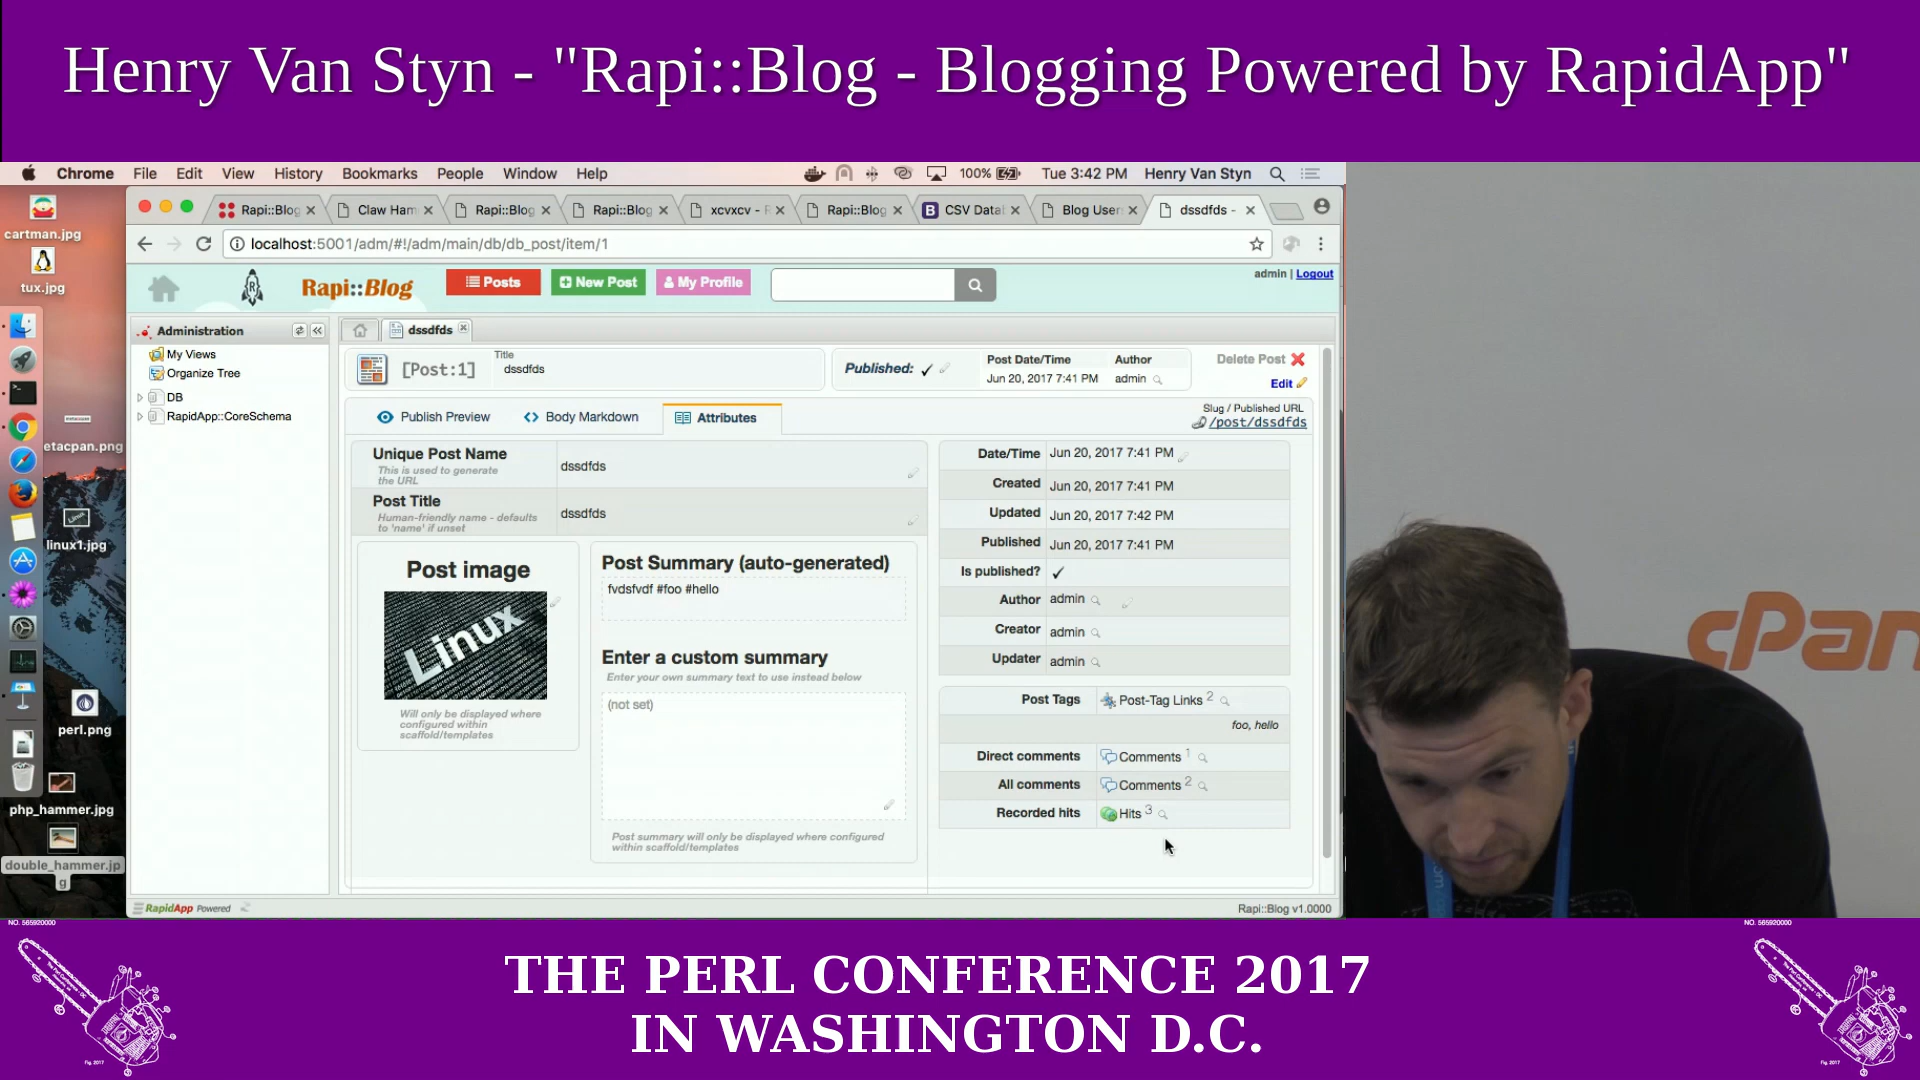 Henry Van Styn - "Rapi::Blog - Blogging Powered by RapidApp"
Chrome File Edit View History Bookmarks People Window Help 100% Tue 3:42 PM Henry Van Styn
Rapi::Blog Claw Ham Rapi::Blog Rapi::Blog xcvxcv - Rapi::Blog CSV Data Blog User dssdfds -
localhost:5001/adm/#!/adm/main/db/db_post/item/1
cartman.jpg
tux.jpg
etacpan.png
linux1.jpg
perl.png
php_hammer.jpg
double_hammer.jp
g
Rapi::Blog Posts New Post My Profile
admin | Logout
Administration
My Views
Organize Tree
DB
RapidApp::CoreSchema
dssdfds
[Post:1]
Title
dssdfds
Published:
Post Date/Time
Jun 20, 2017 7:41 PM
Author
admin
Delete Post
Edit
Publish Preview Body Markdown Attributes
Slug / Published URL
/post/dssdfds
Unique Post Name
This is used to generate
the URL
dssdfds
Post Title
Human-friendly name - defaults
to 'name' if unset
dssdfds
Post image
Linux
Will only be displayed where
configured within
scaffold/templates
Post Summary (auto-generated)
fvdsfvdf #foo #hello
Enter a custom summary
Enter your own summary text to use instead below
(not set)
Post summary will only be displayed where configured
within scaffold/templates
Date/Time Jun 20, 2017 7:41 PM
Created Jun 20, 2017 7:41 PM
Updated Jun 20, 2017 7:42 PM
Published Jun 20, 2017 7:41 PM
Is published?
Author admin
Creator admin
Updater admin
Post Tags Post-Tag Links 2
foo, hello
Direct comments Comments 1
All comments Comments 2
Recorded hits Hits 3
RapidApp Powered
Rapi::Blog v1.0000
cPan
NO. 565920000
NO. 565920000
THE PERL CONFERENCE 2017
IN WASHINGTON D.C.
Fig. 2017
Fig. 2017